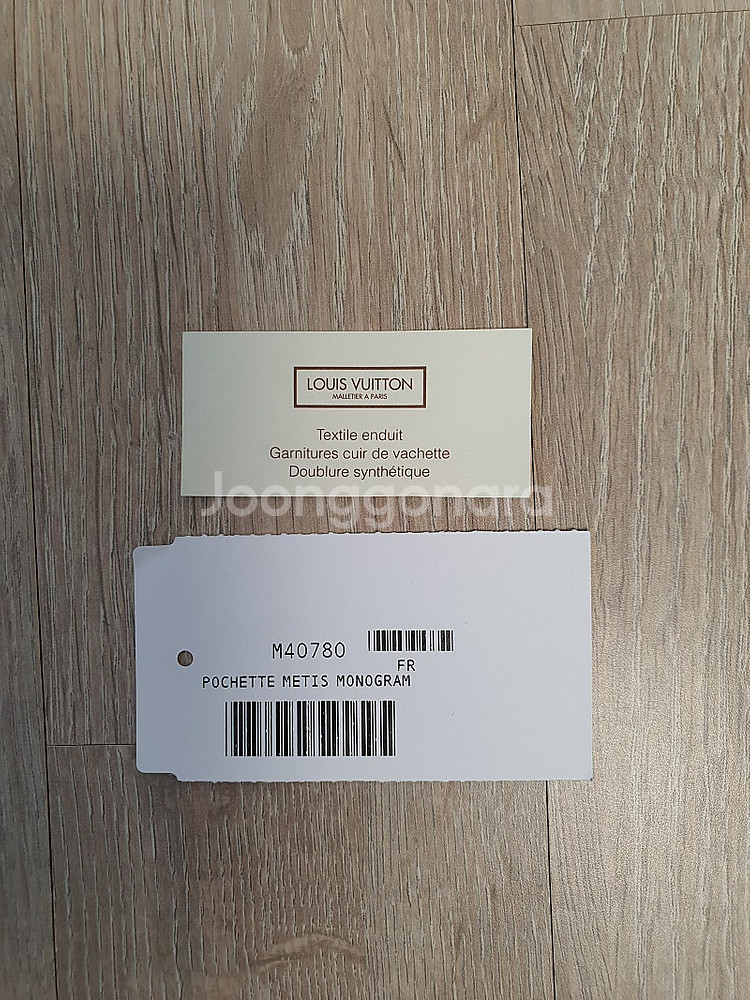 LOUIS VUITTON
MALLETIER A PARIS
Textile enduit
Garnitures cuir de vachette
Doublure synthétique
Joonggonara
M40780
FR
POCHETTE METIS MONOGRAM